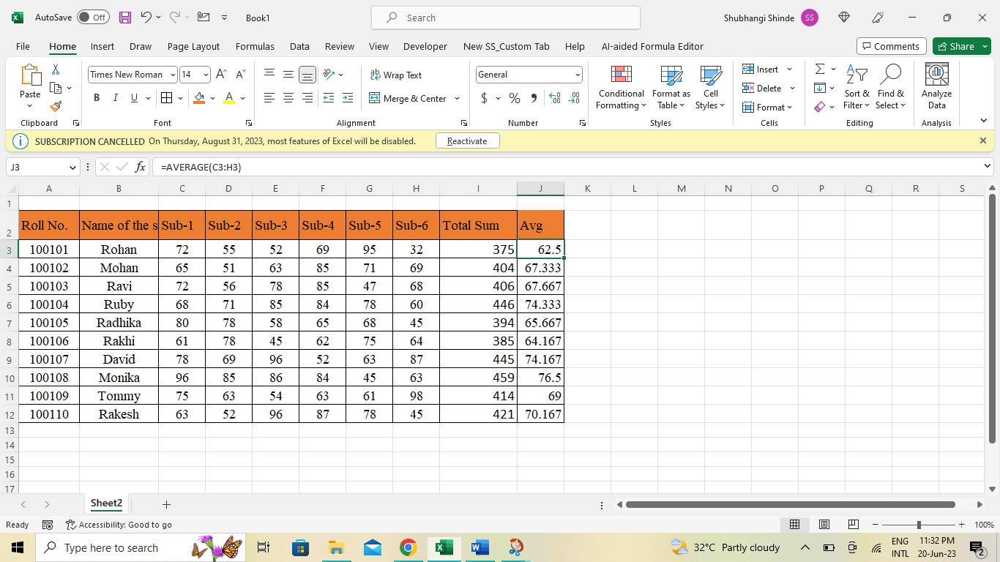 AutoSave Off Book1 Search Shubhangi Shinde SS
File Home Insert Draw Page Layout Formulas Data Review View Developer New SS_Custom Tab Help AI-aided Formula Editor Comments Share
Times New Roman 14 A A ab Wrap Text General Insert Σ
Paste B I U A Merge & Center $ % Conditional Formatting Format as Table Cell Styles Delete Format Sort & Filter Find & Select Analyze Data
Clipboard Font Alignment Number Styles Cells Editing Analysis
SUBSCRIPTION CANCELLED On Thursday, August 31, 2023, most features of Excel will be disabled. Reactivate
J3 fx =AVERAGE(C3:H3)
A B C D E F G H I J K L M N O P Q R S
1
2 Roll No. Name of the s Sub-1 Sub-2 Sub-3 Sub-4 Sub-5 Sub-6 Total Sum Avg
3 100101 Rohan 72 55 52 69 95 32 375 62.5
4 100102 Mohan 65 51 63 85 71 69 404 67.333
5 100103 Ravi 72 56 78 85 47 68 406 67.667
6 100104 Ruby 68 71 85 84 78 60 446 74.333
7 100105 Radhika 80 78 58 65 68 45 394 65.667
8 100106 Rakhi 61 78 45 62 75 64 385 64.167
9 100107 David 78 69 96 52 63 87 445 74.167
10 100108 Monika 96 85 86 84 45 63 459 76.5
11 100109 Tommy 75 63 54 63 61 98 414 69
12 100110 Rakesh 63 52 96 87 78 45 421 70.167
13
14
15
16
17
Sheet2
Ready Accessibility: Good to go 100%
Type here to search 32°C Partly cloudy ENG 11:32 PM
INTL 20-Jun-23 2